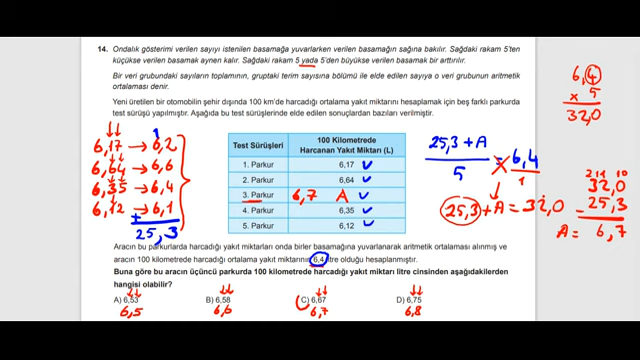 14. Ondalık gösterimi verilen sayıyı istenilen basamağa yuvarlarken verilen basamağın sağına bakılır. Sağdaki rakam 5'ten
küçükse verilen basamak aynen kalır. Sağdaki rakam 5 yada 5'den büyükse verilen basamak bir arttırılır.
Bir veri grubundaki sayıların toplamının, gruptaki terim sayısına bölümü ile elde edilen sayıya o veri grubunun aritmetik
ortalaması denir.
Yeni üretilen bir otomobilin şehir dışında 100 km'de harcadığı ortalama yakıt miktarını hesaplamak için beş farklı parkurda
test sürüşü yapılmıştır. Aşağıda bu test sürüşlerinde elde edilen sonuçlardan bazıları verilmiştir.
6,17 → 6,2
6,64 → 6,6
6,35 → 6,4
6,12 → 6,1
+
25,3
1
Test Sürüşleri 100 Kilometrede Harcanan Yakıt Miktarı (L)
1. Parkur 6,17
2. Parkur 6,64
3. Parkur 6,7 A
4. Parkur 6,35
5. Parkur 6,12
25,3 + A
5
= 6,4
1
25,3 + A = 32,0
6,4
x 5
32,0
32,0
- 25,3
A = 6,7
Aracın bu parkurlarda harcadığı yakıt miktarları onda birler basamağına yuvarlanarak aritmetik ortalaması alınmış ve
aracın 100 kilometrede harcadığı ortalama yakıt miktarının 6,4 litre olduğu hesaplanmıştır.
Buna göre bu aracın üçüncü parkurda 100 kilometrede harcadığı yakıt miktarı litre cinsinden aşağıdakilerden
hangisi olabilir?
A) 6,53 B) 6,58 C) 6,67 D) 6,75
6,5 6,6 6,7 6,8